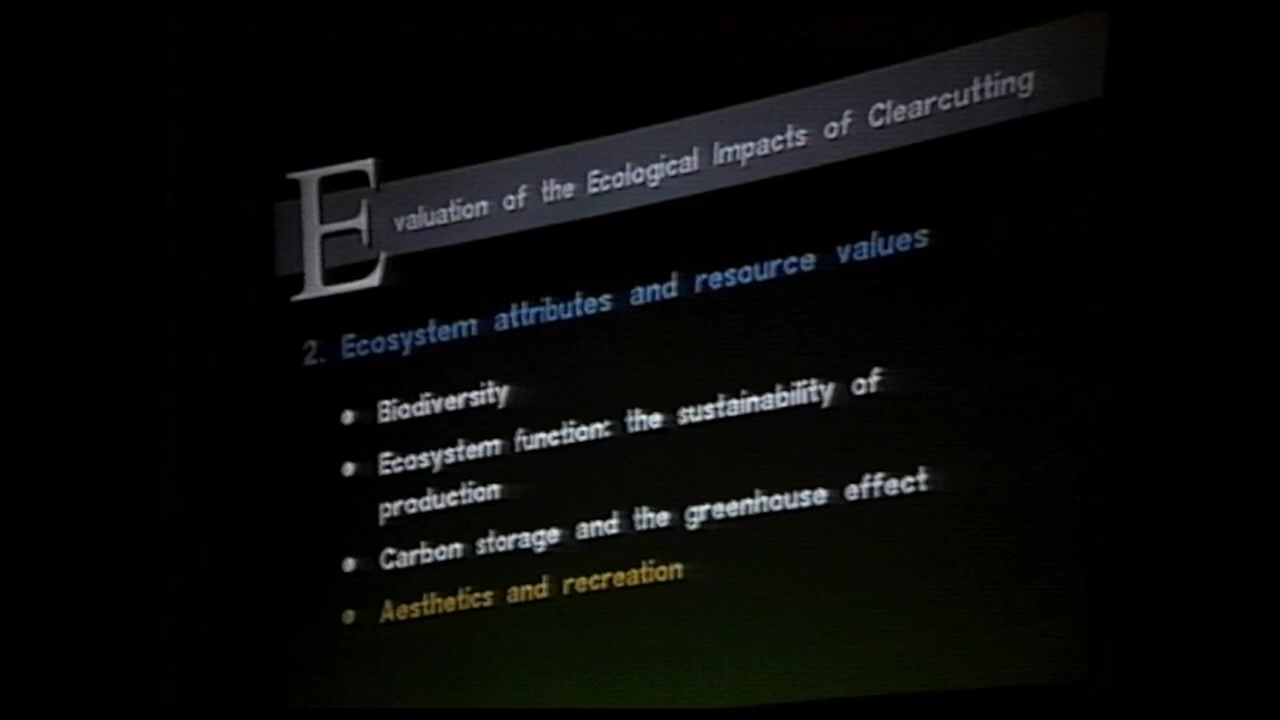 Evaluation of the Ecological Impacts of Clearcutting
2. Ecosystem attributes and resource values
• Biodiversity
• Ecosystem function: the sustainability of
production
• Carbon storage and the greenhouse effect
• Aesthetics and recreation